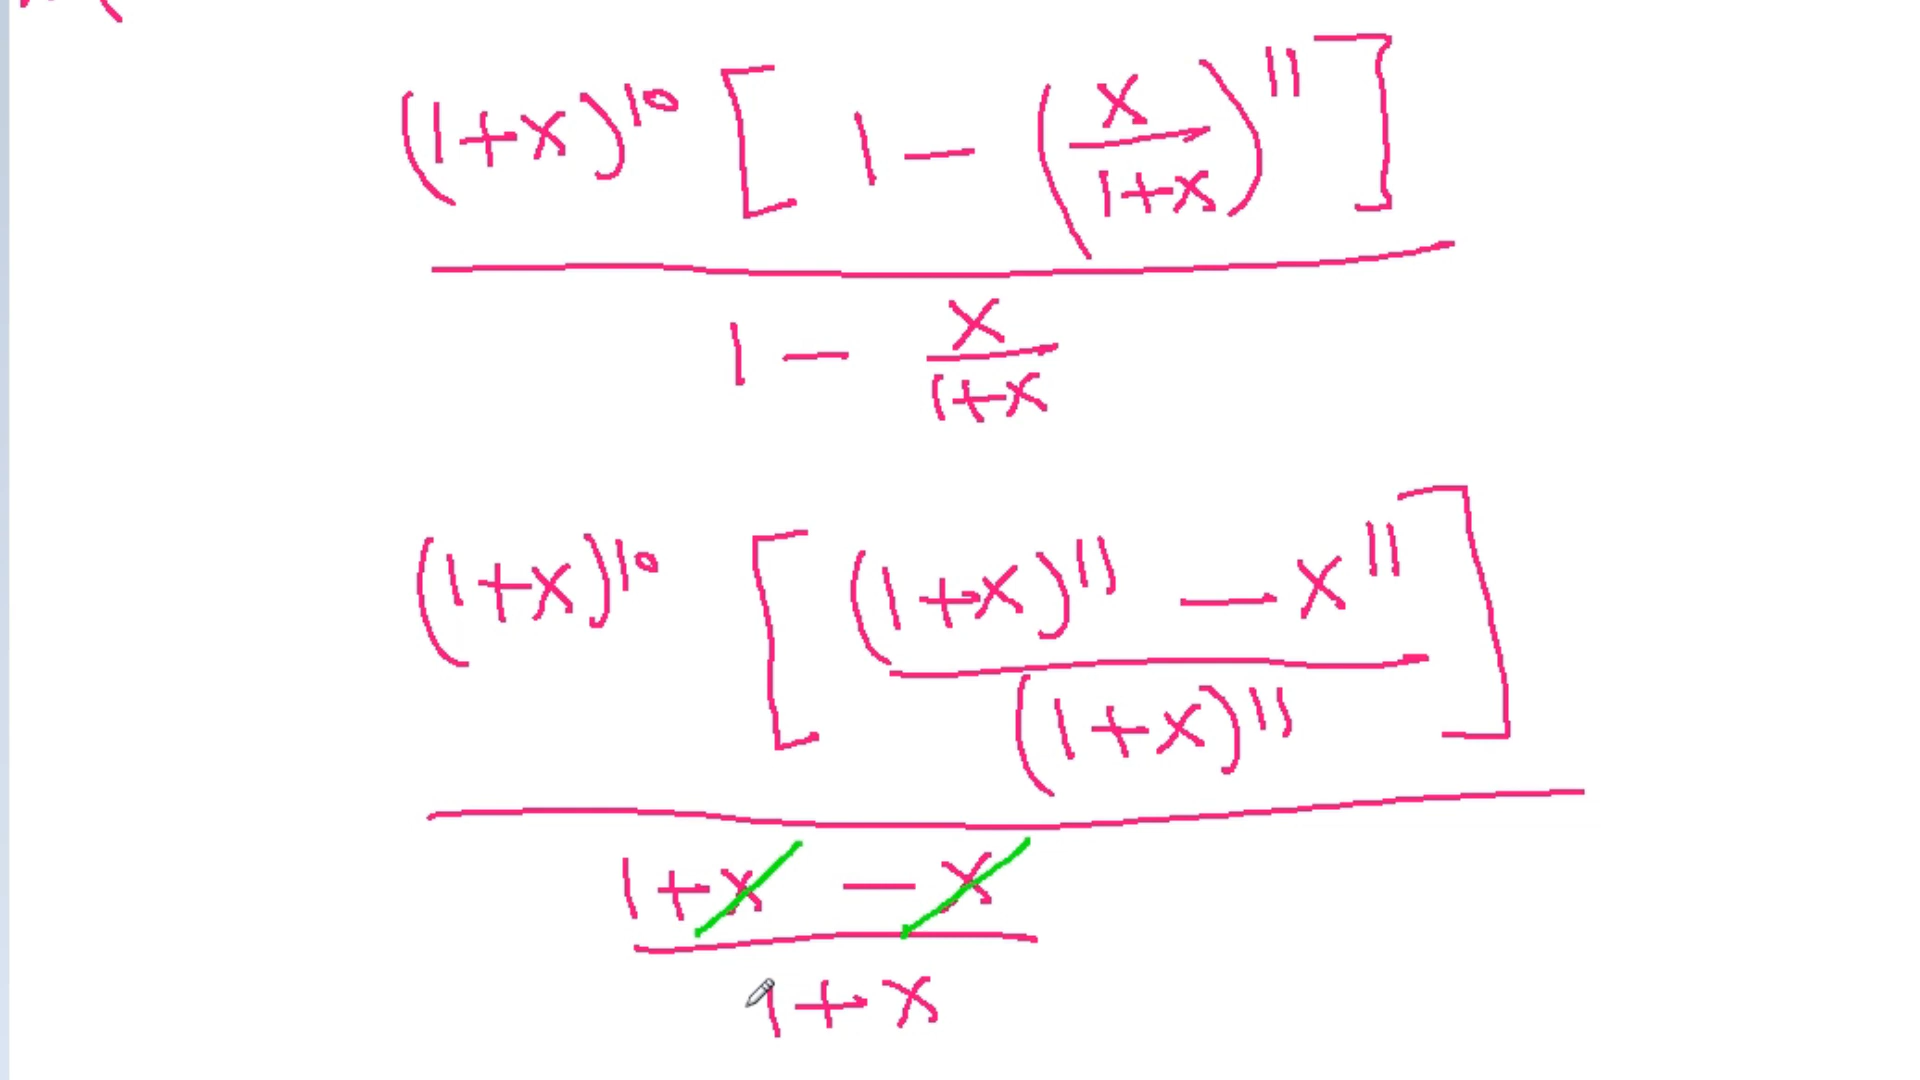 (1+x)^10 [ 1 - (x/(1+x))^11 ]
1 - x/(1+x)
(1+x)^10 [ ((1+x)^11 - x^11)/(1+x)^11 ]
1+x - x
1+x